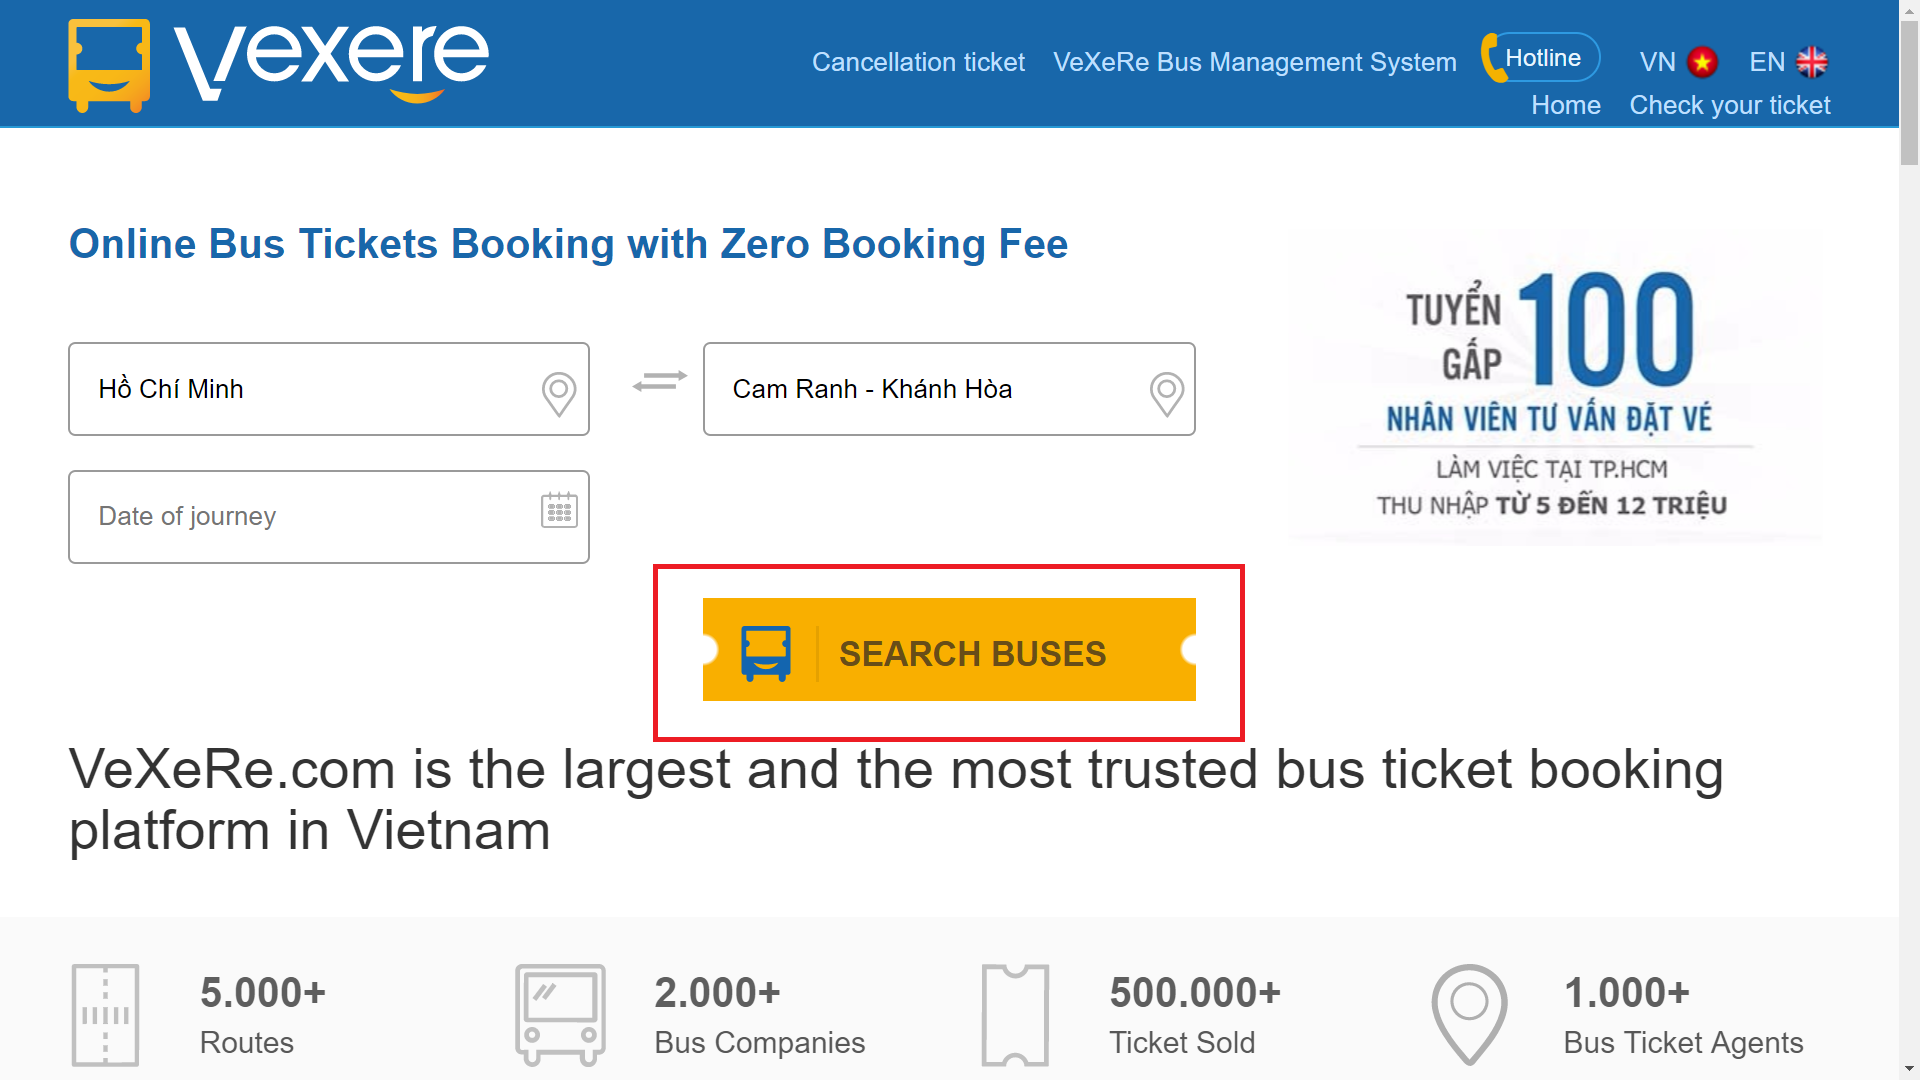 vexere
Cancellation ticket
VeXeRe Bus Management System
Hotline
VN
EN
Home
Check your ticket
Online Bus Tickets Booking with Zero Booking Fee
Hồ Chí Minh
Cam Ranh - Khánh Hòa
Date of journey
TUYỂN GẤP 100
NHÂN VIÊN TƯ VẤN ĐẶT VÉ
LÀM VIỆC TẠI TP.HCM
THU NHẬP TỪ 5 ĐẾN 12 TRIỆU
SEARCH BUSES
VeXeRe.com is the largest and the most trusted bus ticket booking
platform in Vietnam
5.000+
Routes
2.000+
Bus Companies
500.000+
Ticket Sold
1.000+
Bus Ticket Agents